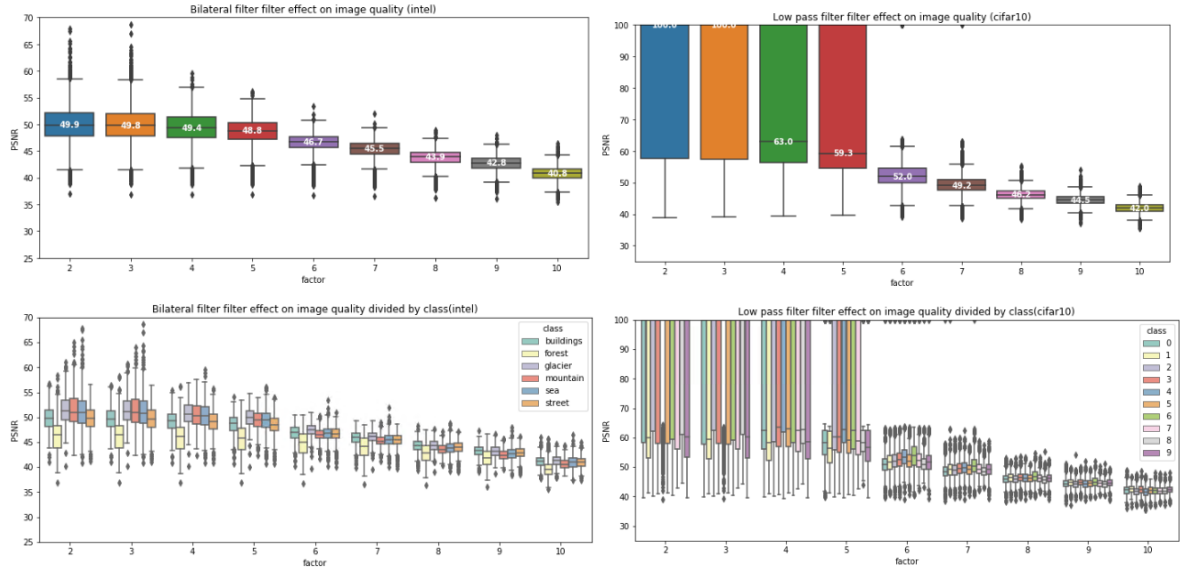 Bilateral filter filter effect on image quality (intel)
70
65
60
55
50
45
40
35
30
25
PSNR
49.9 49.8 49.4 48.8 46.7 45.5 43.9 42.8 40.8
2 3 4 5 6 7 8 9 10
factor
Low pass filter filter effect on image quality (cifar10)
100
90
80
70
60
50
40
30
PSNR
100.0 100.0 63.0 59.3 52.0 49.2 46.2 44.5 42.0
2 3 4 5 6 7 8 9 10
factor
Bilateral filter filter effect on image quality divided by class(intel)
70
65
60
55
50
45
40
35
30
25
PSNR
class
buildings
forest
glacier
mountain
sea
street
2 3 4 5 6 7 8 9 10
factor
Low pass filter filter effect on image quality divided by class(cifar10)
100
90
80
70
60
50
40
30
PSNR
class
0
1
2
3
4
5
6
7
8
9
2 3 4 5 6 7 8 9 10
factor